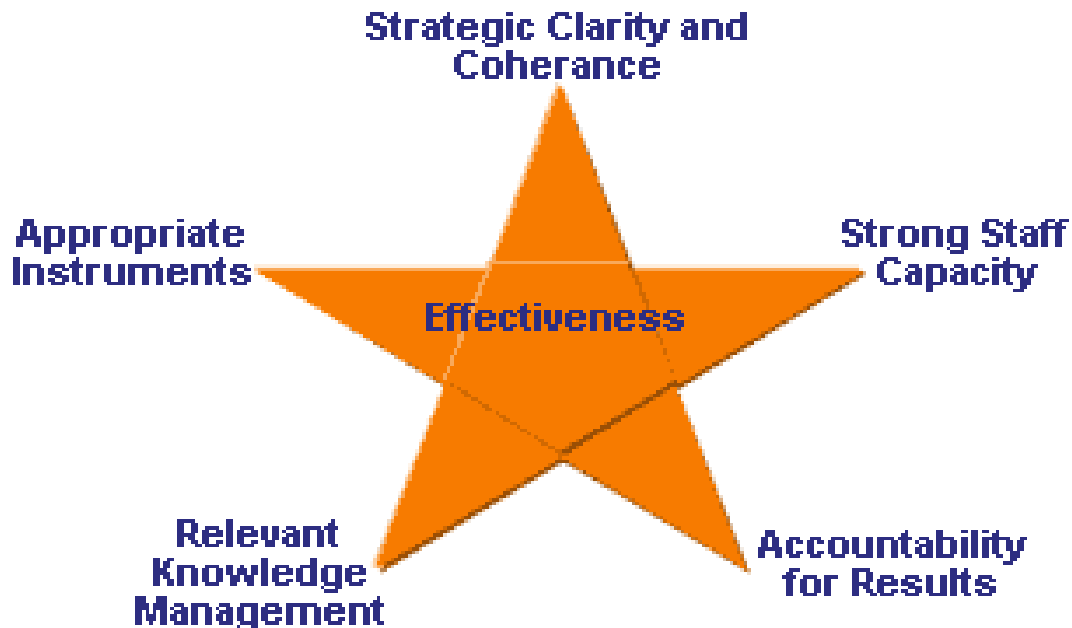 Strategic Clarity and
Coherance
Appropriate
Instruments
Strong Staff
Capacity
Effectiveness
Relevant
Knowledge
Management
Accountability
for Results